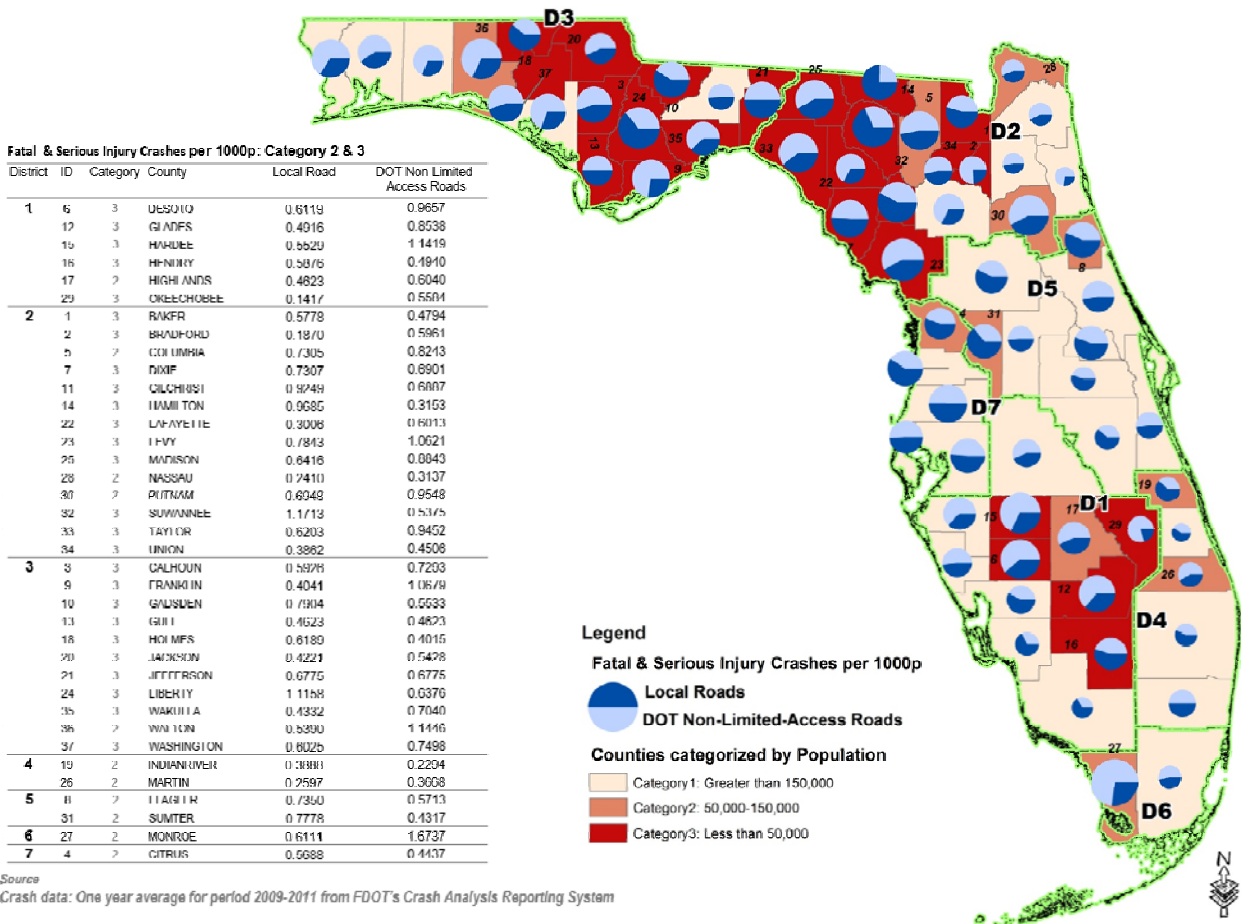 Fatal & Serious Injury Crashes per 1000p: Category 2 & 3
District ID Category County Local Road DOT Non Limited Access Roads
1 6 3 DESOTO 0.6119 0.9657
12 3 GLADES 0.4916 0.8538
15 3 HARDEE 0.5529 1.1419
16 3 HENDRY 0.5876 0.4940
17 2 HIGHLANDS 0.4623 0.6040
29 3 OKEECHOBEE 0.1417 0.5584
2 1 3 BAKER 0.5778 0.4794
2 3 BRADFORD 0.1870 0.5961
5 2 COLUMBIA 0.7305 0.8243
7 3 DIXIE 0.7307 0.6901
11 3 GILCHRIST 0.9249
14 3 HAMILTON 0.9685 0.3153
22 3 LAFAYETTE 0.3006 0.6013
23 3 LEVY 0.7843 1.0621
25 3 MADISON 0.6416 0.8843
28 2 NASSAU 0.2410 0.3137
30 2 PUTNAM 0.6948 0.9548
32 3 SUWANNEE 1.1713 0.5375
33 3 TAYLOR 0.6203 0.9452
34 3 UNION 0.3862 0.4506
3 3 3 CALHOUN 0.5926 0.7203
9 3 FRANKLIN 0.4041 1.0679
10 3 GADSDEN 0.7904 0.5533
13 3 GULF 0.4623 0.4623
18 3 HOLMES 0.6189 0.4015
20 3 JACKSON 0.4221 0.5428
21 3 JEFFERSON 0.6775 0.6775
24 3 LIBERTY 1.1158 0.6376
35 3 WAKULLA 0.4332 0.7040
36 2 WALTON 0.5390 1.1446
37 3 WASHINGTON 0.6025 0.7498
4 19 2 INDIANRIVER 0.2294
26 2 MARTIN 0.2597 0.3668
5 8 2 FLAGLER 0.7350 0.5713
31 2 SUMTER 0.7778 0.4317
6 27 2 MONROE 0.6111 1.6737
7 4 2 CITRUS 0.5688 0.4437
Source
Crash data: One year average for period 2009-2011 from FDOT's Crash Analysis Reporting System
D3
36
20
18
37
3
24
10
21
25
13
35
9
33
14
5
28
D2
1
34 2
32
22
30
23
8
D5
4
31
D7
19
D1
17
15
29
6
26
12
D4
16
27
D6
Legend
Fatal & Serious Injury Crashes per 1000p
Local Roads
DOT Non-Limited-Access Roads
Counties categorized by Population
Category1: Greater than 150,000
Category2: 50,000-150,000
Category3: Less than 50,000
N